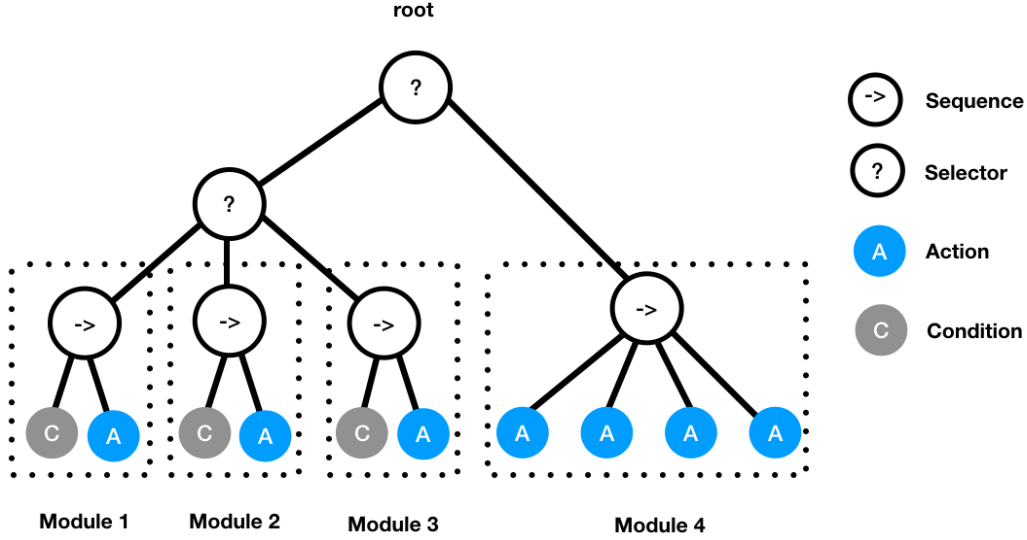 root
?
-> Sequence
? Selector
?
A Action
-> -> -> ->
C Condition
C A C A C A A A A A
Module 1 Module 2 Module 3 Module 4